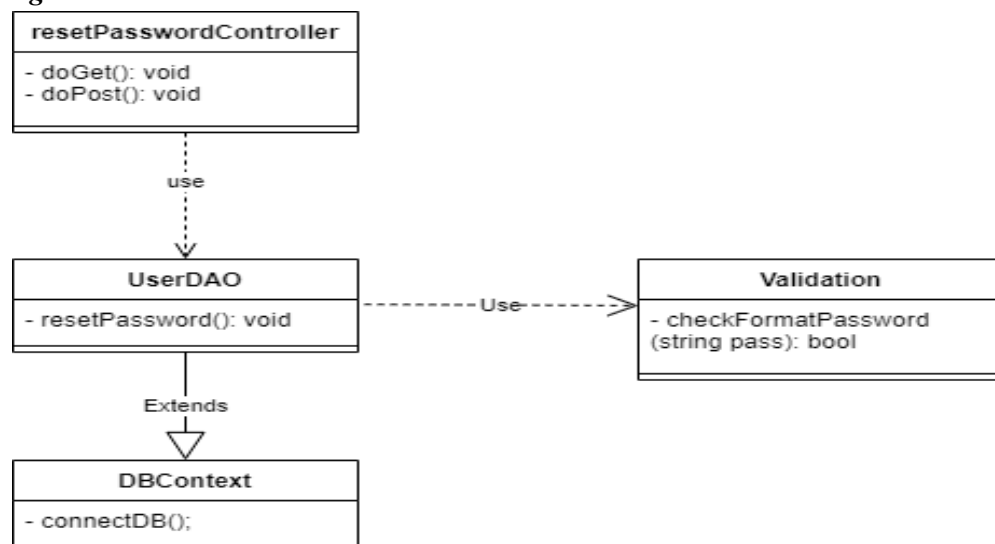 resetPasswordController
- doGet(): void
- doPost(): void
use
UserDAO
- resetPassword(): void
Use
Validation
- checkFormatPassword
(string pass): bool
Extends
DBContext
- connectDB();